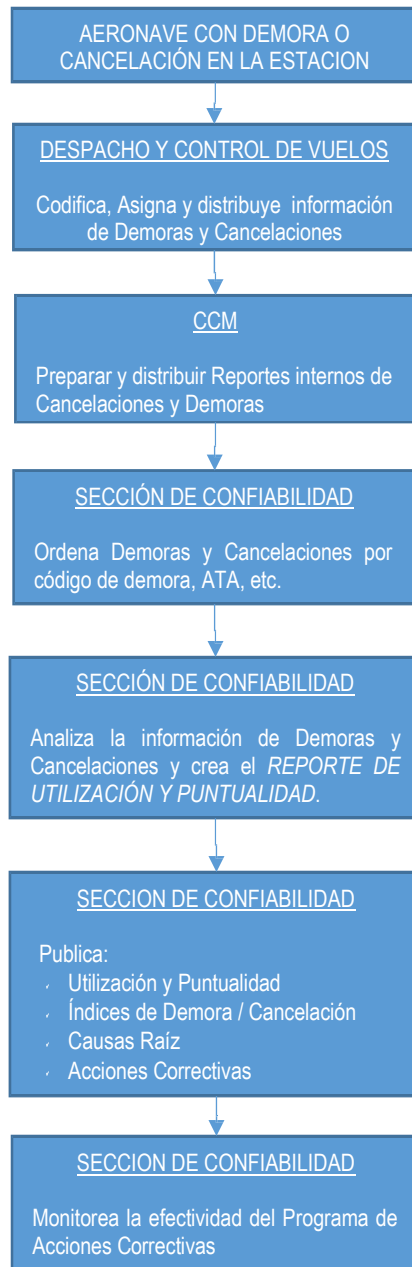 AERONAVE CON DEMORA O
CANCELACIÓN EN LA ESTACION
DESPACHO Y CONTROL DE VUELOS
Codifica, Asigna y distribuye información
de Demoras y Cancelaciones
CCM
Preparar y distribuir Reportes internos de
Cancelaciones y Demoras
SECCIÓN DE CONFIABILIDAD
Ordena Demoras y Cancelaciones por
código de demora, ATA, etc.
SECCIÓN DE CONFIABILIDAD
Analiza la información de Demoras y
Cancelaciones y crea el REPORTE DE
UTILIZACIÓN Y PUNTUALIDAD.
SECCION DE CONFIABILIDAD
Publica:
✓ Utilización y Puntualidad
✓ Índices de Demora / Cancelación
✓ Causas Raíz
✓ Acciones Correctivas
SECCION DE CONFIABILIDAD
Monitorea la efectividad del Programa de
Acciones Correctivas